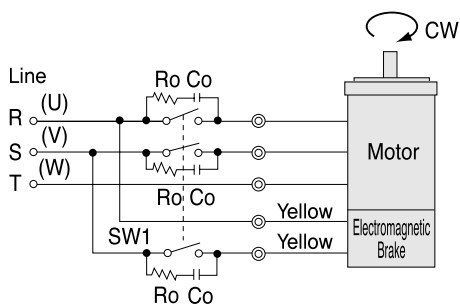 CW
Line
Ro Co
R (U)
S (V)
T (W)
Motor
Ro Co
Yellow
SW1
Yellow
Electromagnetic
Brake
Ro Co